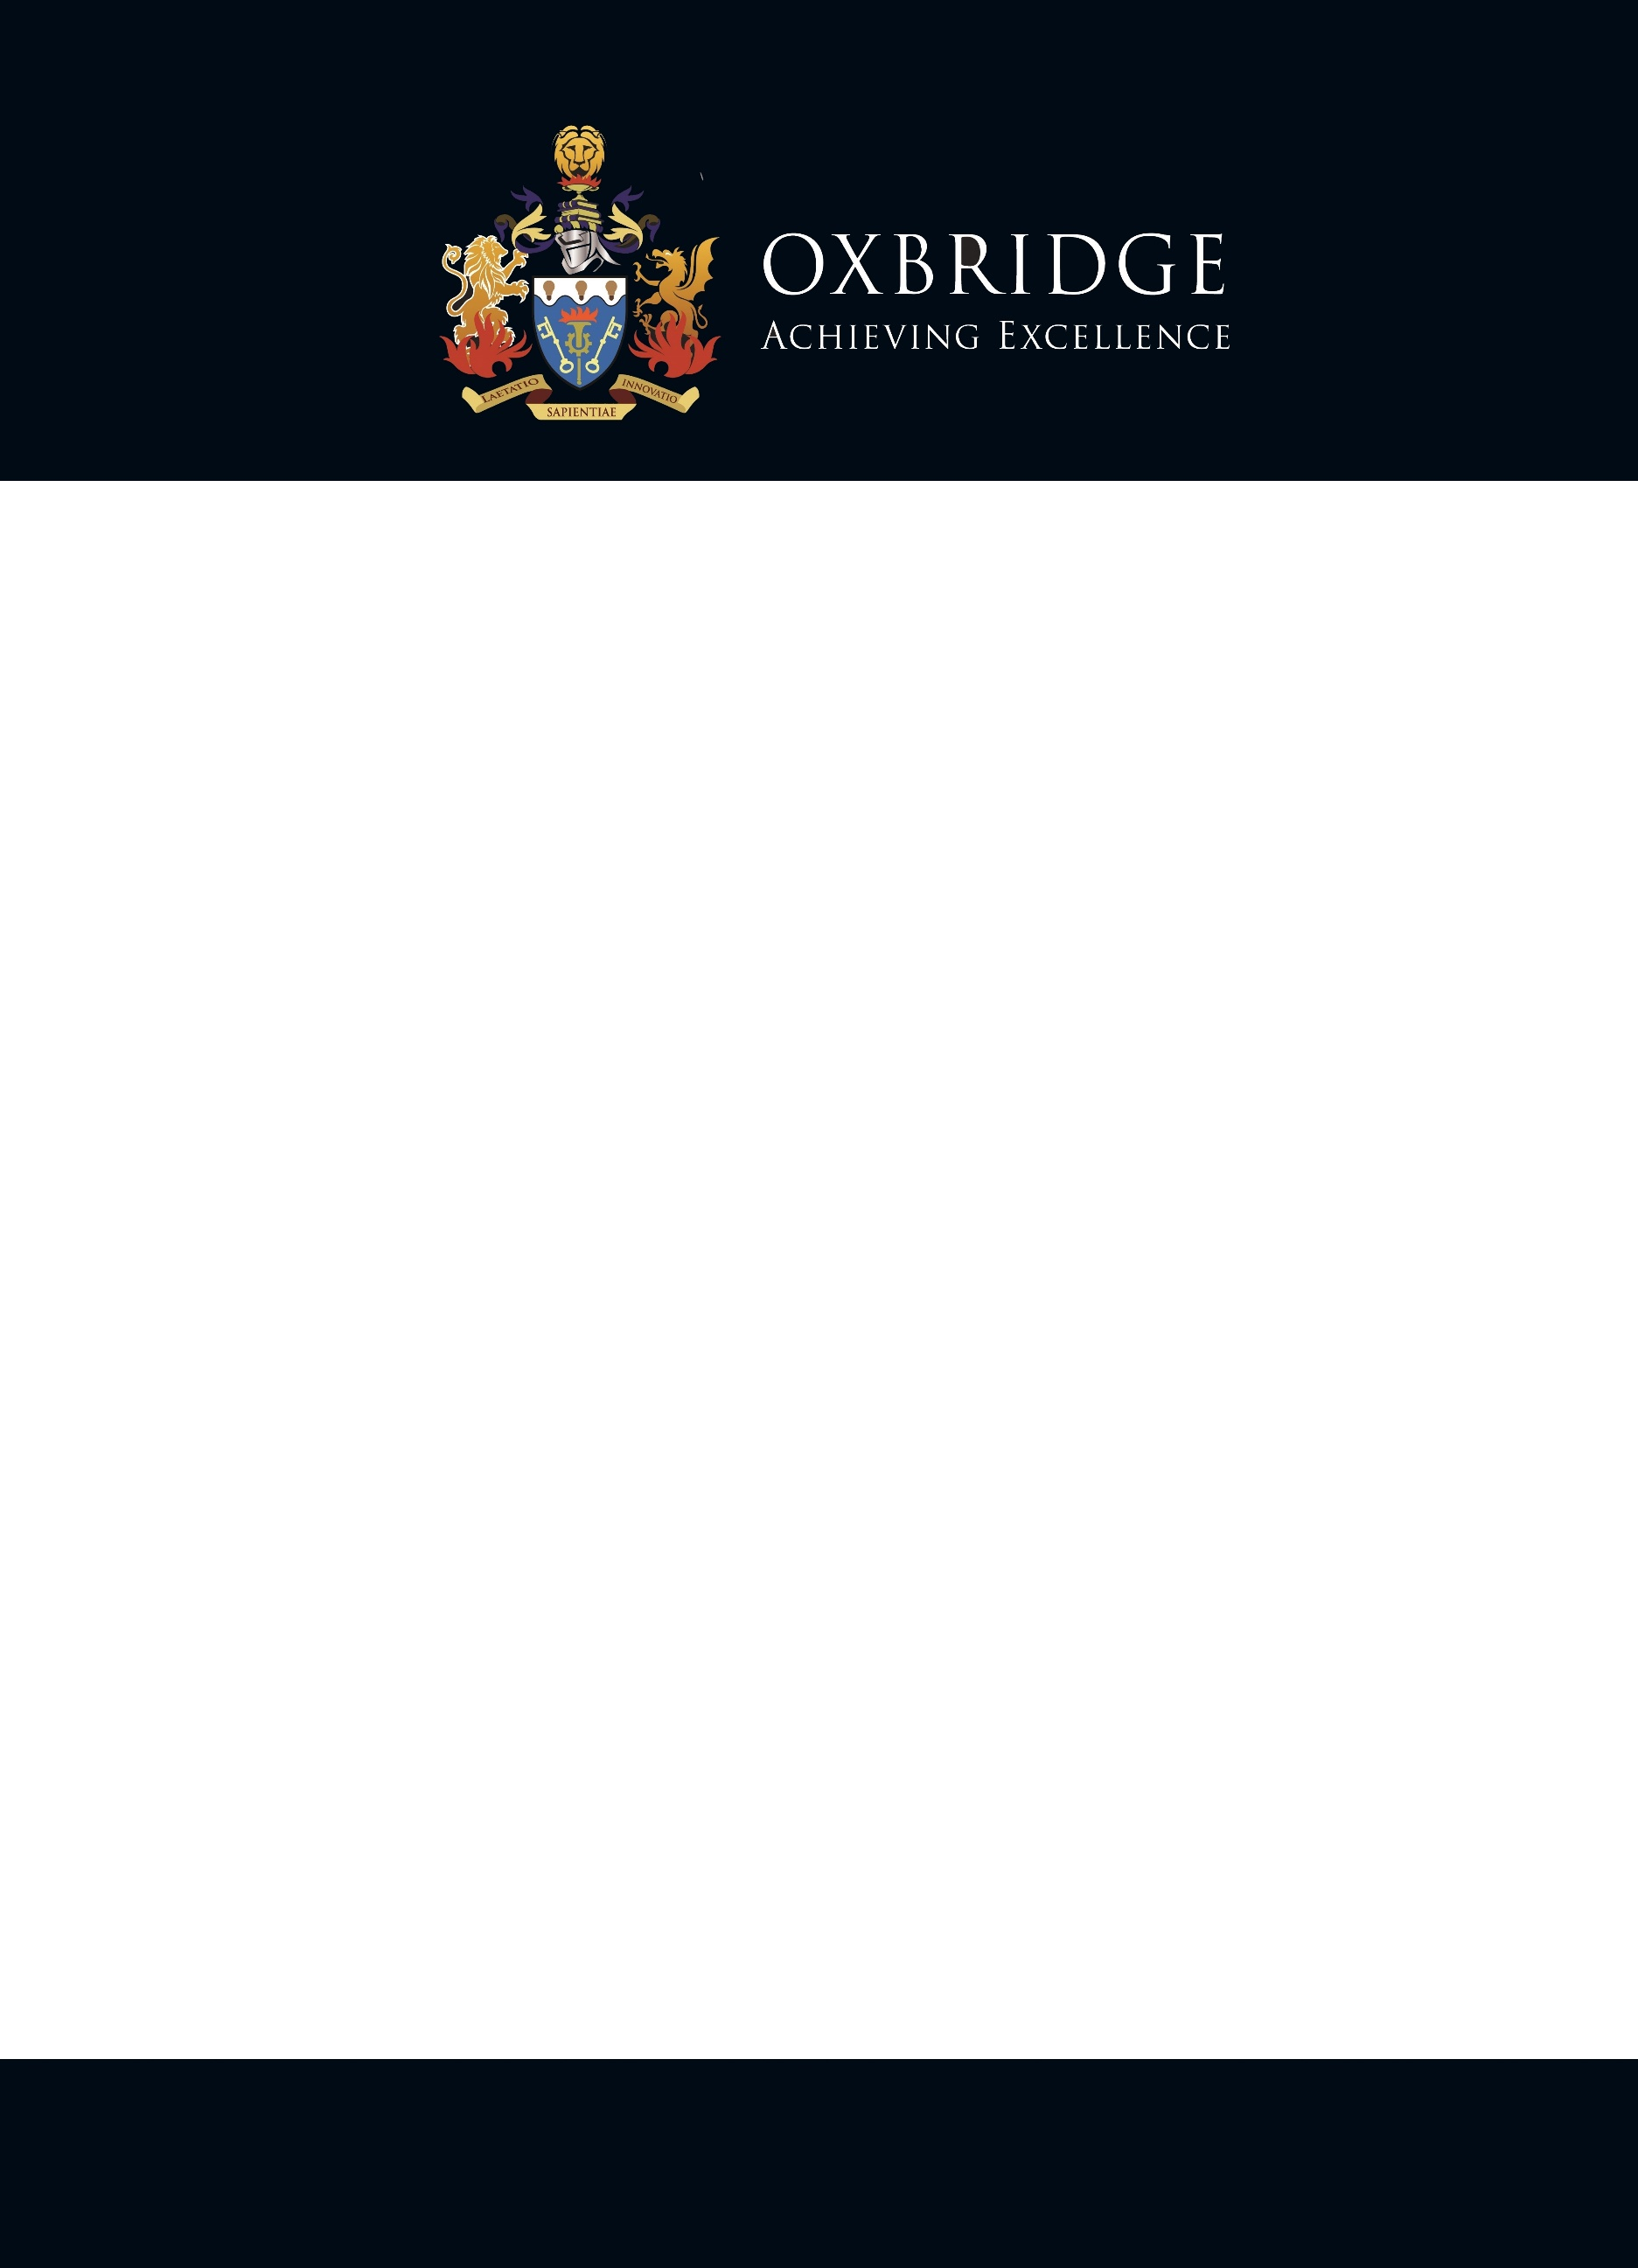 OXBRIDGE
ACHIEVING EXCELLENCE
LAETATIO
INNOVATIO
SAPIENTIAE